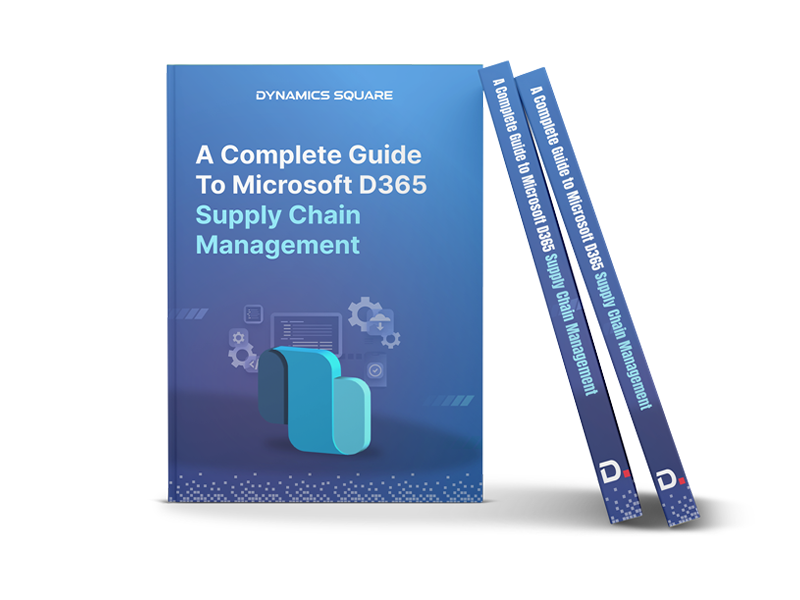 DYNAMICS SQUARE
A Complete Guide
To Microsoft D365
Supply Chain
Management
A Complete Guide to Microsoft D365 Supply Chain Management
D.
A Complete Guide to Microsoft D365 Supply Chain Management
D.